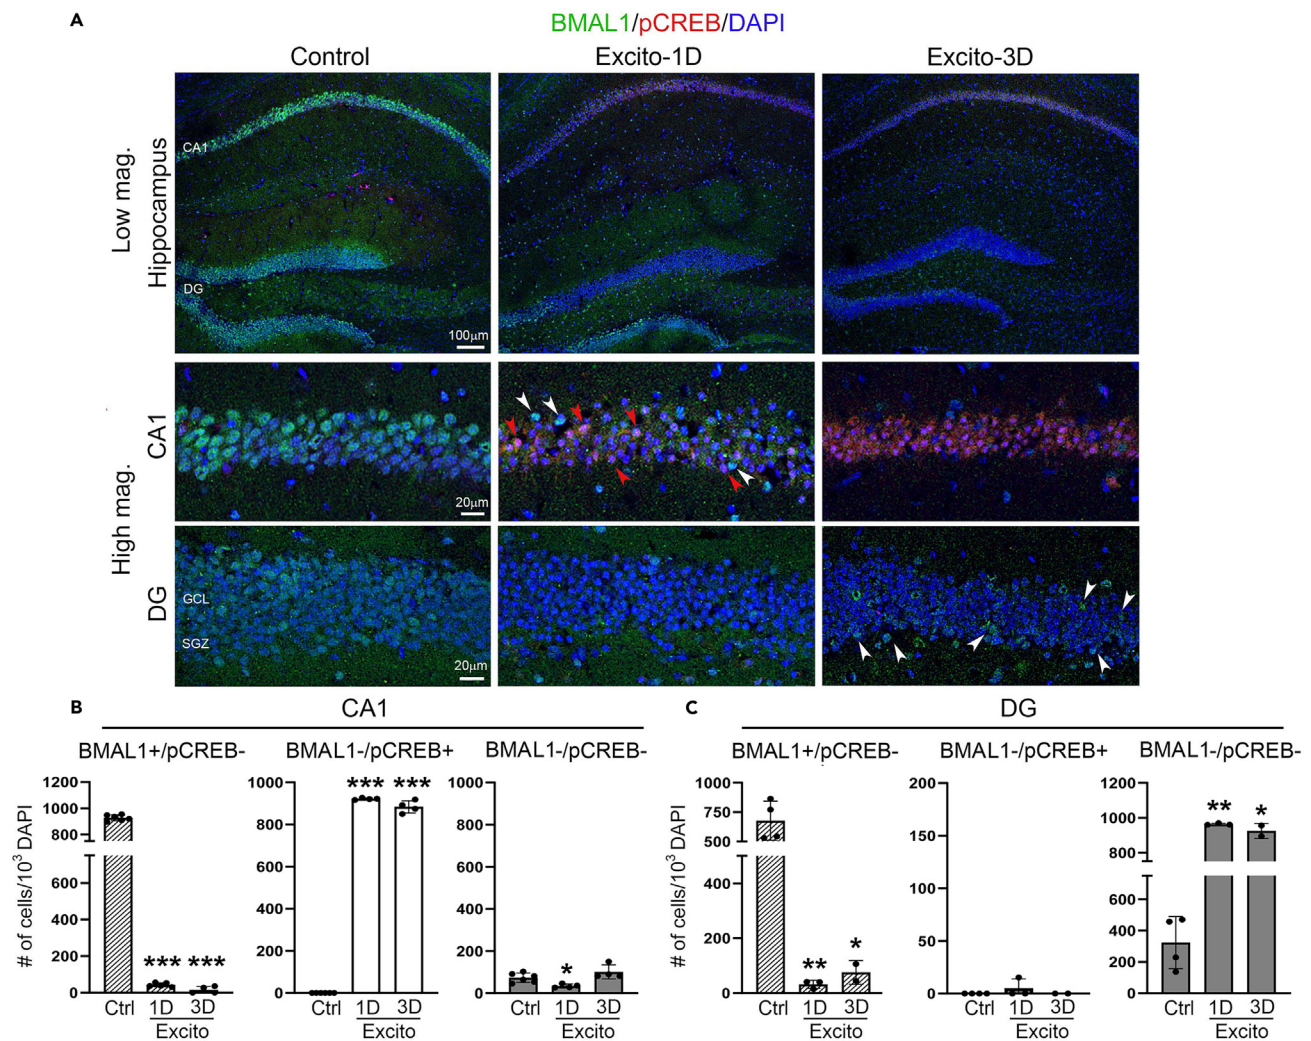 A
BMAL1/pCREB/DAPI
Control
Excito-1D
Excito-3D
Low mag.
Hippocampus
CA1
DG
100μm
High mag.
CA1
20μm
DG
GCL
SGZ
20μm
B
CA1
BMAL1+/pCREB-
BMAL1-/pCREB+
BMAL1-/pCREB-
# of cells/10³ DAPI
1200
1000
800
600
400
200
0
*** ***
Ctrl 1D 3D
Excito
1000
800
600
400
200
0
*** ***
Ctrl 1D 3D
Excito
1000
800
600
400
200
0
*
Ctrl 1D 3D
Excito
C
DG
BMAL1+/pCREB-
BMAL1-/pCREB+
BMAL1-/pCREB-
# of cells/10³ DAPI
1000
750
500
400
200
0
** *
Ctrl 1D 3D
Excito
200
150
100
50
0
Ctrl 1D 3D
Excito
1200
1000
800
600
400
200
0
** *
Ctrl 1D 3D
Excito